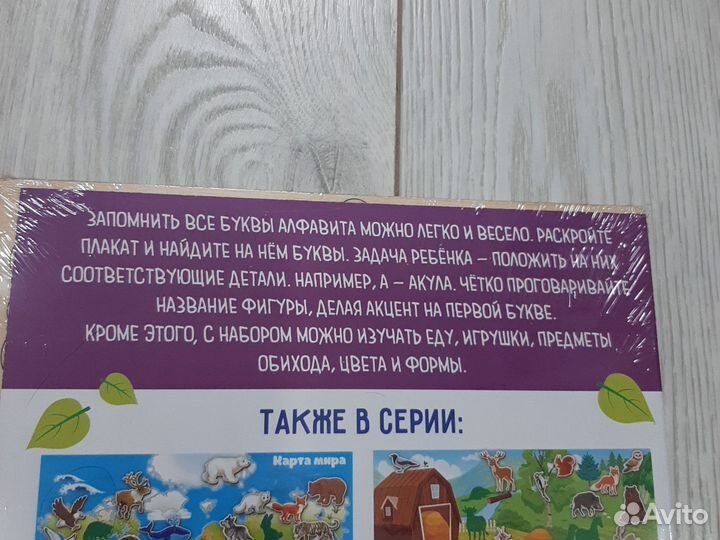 ЗАПОМНИТЬ ВСЕ БУКВЫ АЛФАВИТА МОЖНО ЛЕГКО И ВЕСЕЛО. РАСКРОЙТЕ
ПЛАКАТ И НАЙДИТЕ НА НЁМ БУКВЫ. ЗАДАЧА РЕБЁНКА – ПОЛОЖИТЬ НА НИХ
СООТВЕТСТВУЮЩИЕ ДЕТАЛИ. НАПРИМЕР, А – АКУЛА. ЧЁТКО ПРОГОВАРИВАЙТЕ
НАЗВАНИЕ ФИГУРЫ, ДЕЛАЯ АКЦЕНТ НА ПЕРВОЙ БУКВЕ.
КРОМЕ ЭТОГО, С НАБОРОМ МОЖНО ИЗУЧАТЬ ЕДУ, ИГРУШКИ, ПРЕДМЕТЫ
ОБИХОДА, ЦВЕТА И ФОРМЫ.
ТАКЖЕ В СЕРИИ:
Карта мира
Avito